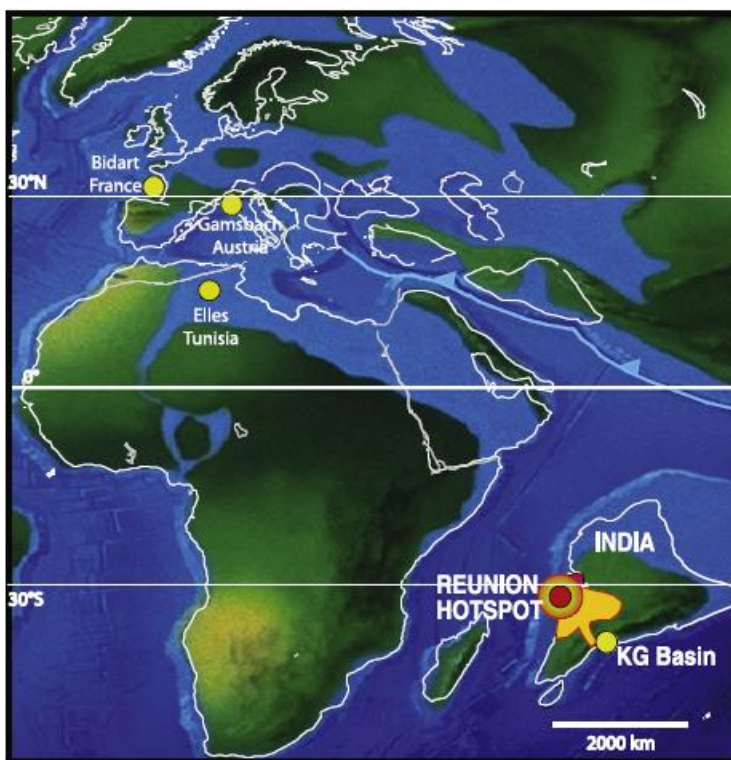 Bidart
France
30°N
Gamsbach
Austria
Elles
Tunisia
0°
INDIA
REUNION
HOTSPOT
30°S
KG Basin
2000 km